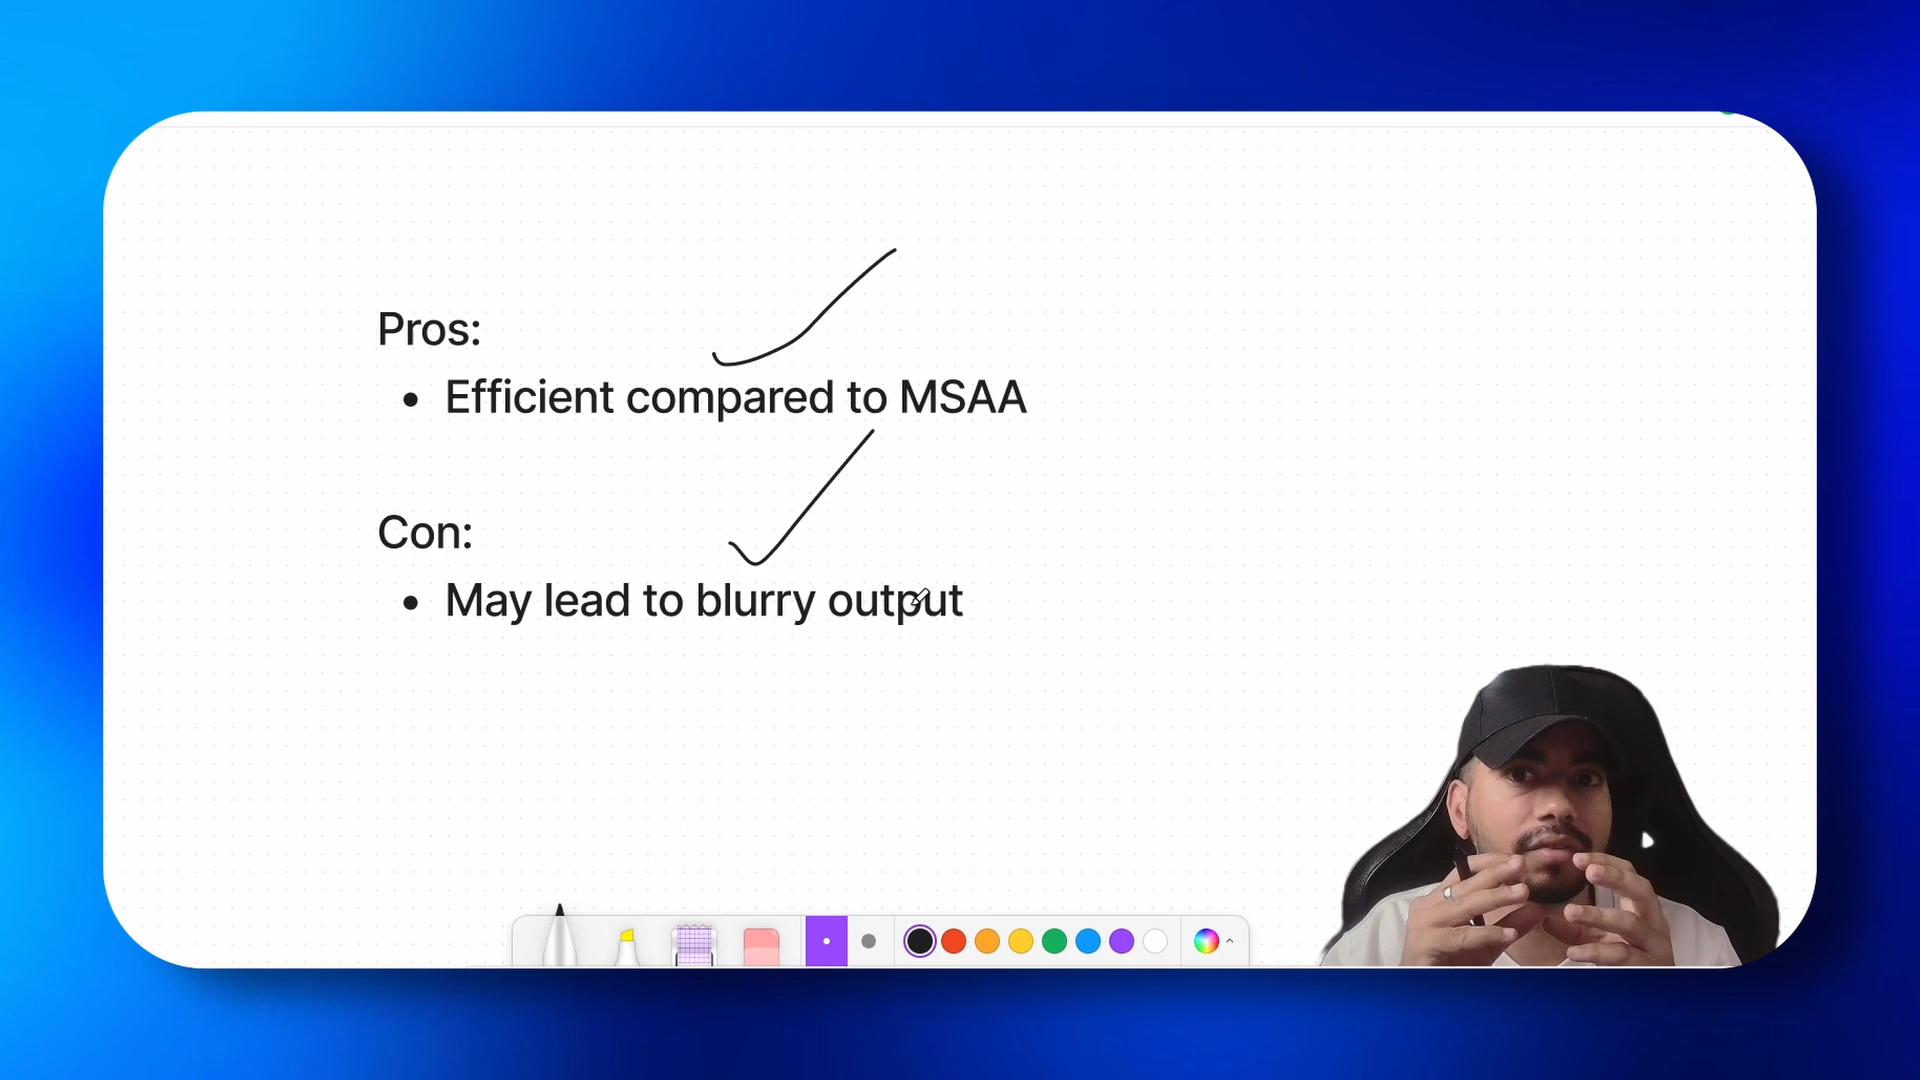 Pros:
• Efficient compared to MSAA
Con:
• May lead to blurry output